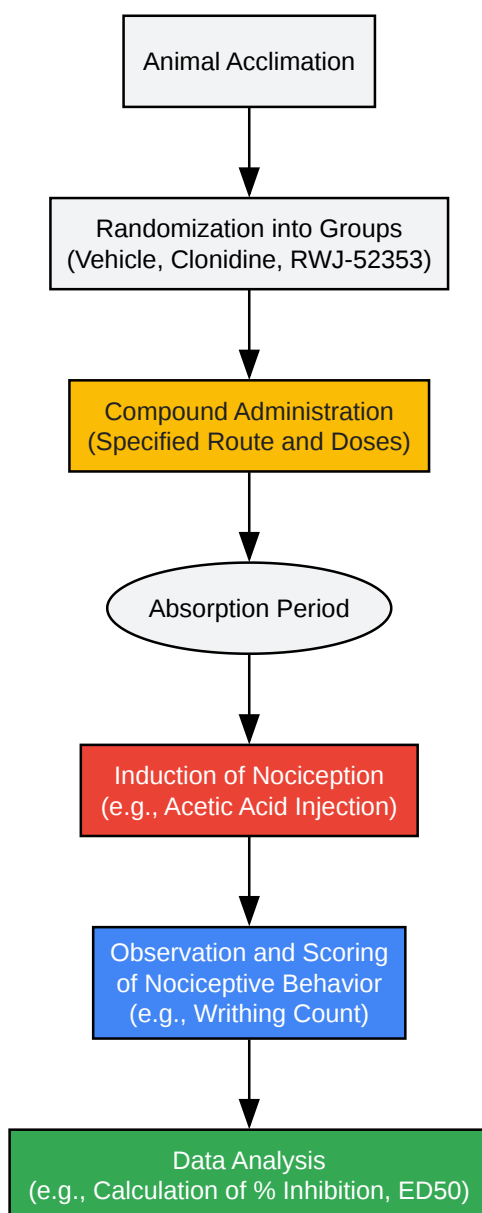 Animal Acclimation
Randomization into Groups
(Vehicle, Clonidine, RWJ-52353)
Compound Administration
(Specified Route and Doses)
Absorption Period
Induction of Nociception
(e.g., Acetic Acid Injection)
Observation and Scoring
of Nociceptive Behavior
(e.g., Writhing Count)
Data Analysis
(e.g., Calculation of % Inhibition, ED50)